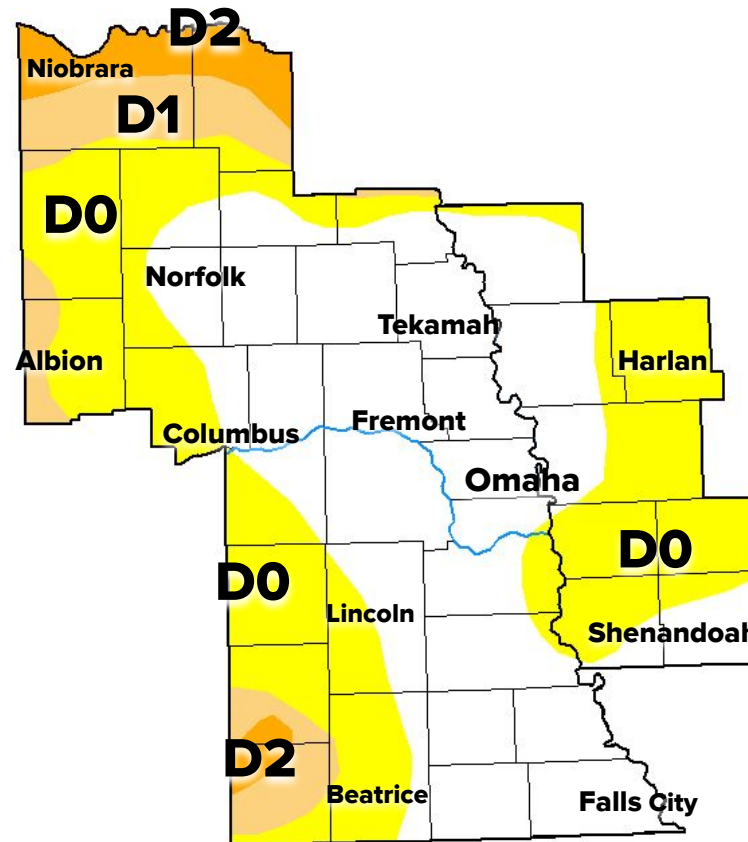 D2
Niobrara
D1
D0
Norfolk
Tekamah
Albion
Harlan
Columbus
Fremont
Omaha
D0
D0
Lincoln
Shenandoah
D2
Beatrice
Falls City